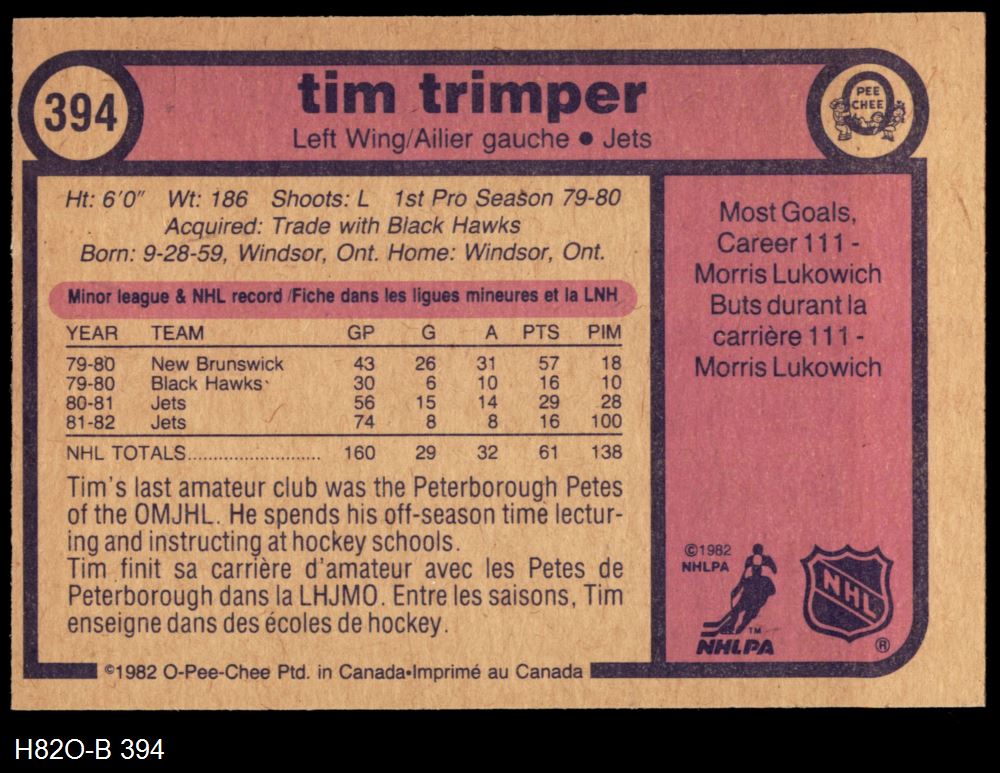 394
tim trimper
Left Wing/Ailier gauche • Jets
PEE
CHEE
Ht: 6'0" Wt: 186 Shoots: L 1st Pro Season 79-80
Acquired: Trade with Black Hawks
Born: 9-28-59, Windsor, Ont. Home: Windsor, Ont.
Minor league & NHL record /Fiche dans les ligues mineures et la LNH
YEAR TEAM GP G A PTS PIM
79-80 New Brunswick 43 26 31 57 18
79-80 Black Hawks 30 6 10 16 10
80-81 Jets 56 15 14 29 28
81-82 Jets 74 8 8 16 100
NHL TOTALS........................ 160 29 32 61 138
Tim's last amateur club was the Peterborough Petes
of the OMJHL. He spends his off-season time lectur-
ing and instructing at hockey schools.
Tim finit sa carrière d'amateur avec les Petes de
Peterborough dans la LHJMO. Entre les saisons, Tim
enseigne dans des écoles de hockey.
©1982 O-Pee-Chee Ptd. in Canada•Imprimé au Canada
Most Goals,
Career 111 -
Morris Lukowich
Buts durant la
carrière 111 -
Morris Lukowich
©1982
NHLPA
TM
NHLPA
NHL
®
H82O-B 394